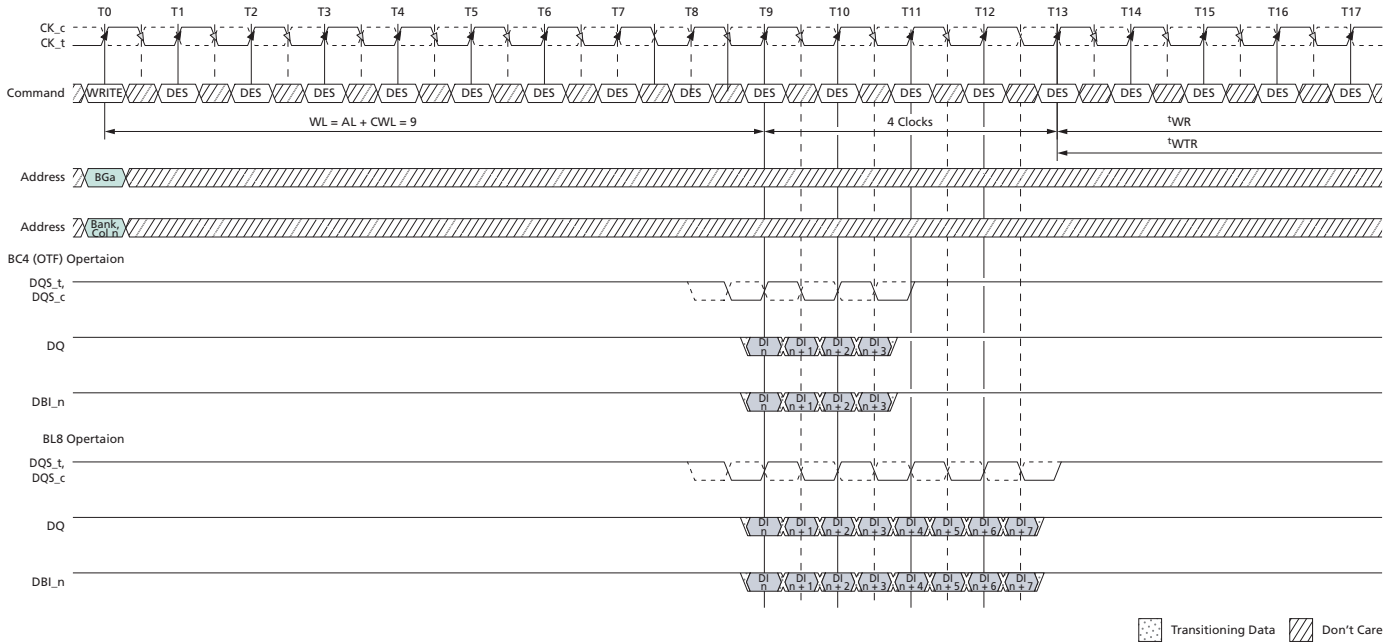 T0 T1 T2 T3 T4 T5 T6 T7 T8 T9 T10 T11 T12 T13 T14 T15 T16 T17
CK_c
CK_t
Command WRITE DES DES DES DES DES DES DES DES DES DES DES DES DES DES DES DES DES
WL = AL + CWL = 9 4 Clocks tWR
tWTR
Address BGa
Address Bank, Col n
BC4 (OTF) Opertaion
DQS_t,
DQS_c
DQ DI n DI n + 1 DI n + 2 DI n + 3
DBI_n DI n DI n + 1 DI n + 2 DI n + 3
BL8 Opertaion
DQS_t,
DQS_c
DQ DI n DI n + 1 DI n + 2 DI n + 3 DI n + 4 DI n + 5 DI n + 6 DI n + 7
DBI_n DI n DI n + 1 DI n + 2 DI n + 3 DI n + 4 DI n + 5 DI n + 6 DI n + 7
Transitioning Data Don't Care